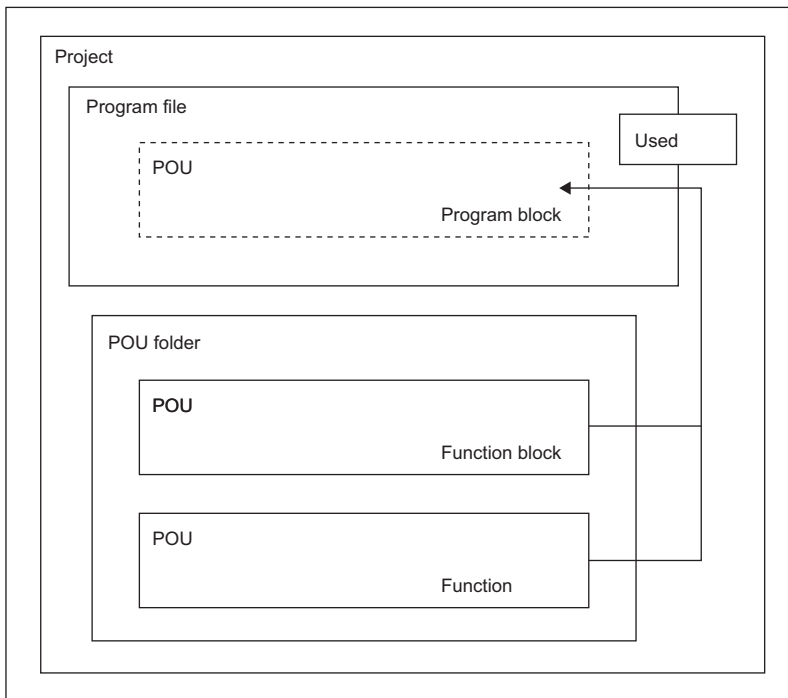 Project
Program file
Used
POU
Program block
POU folder
POU
Function block
POU
Function